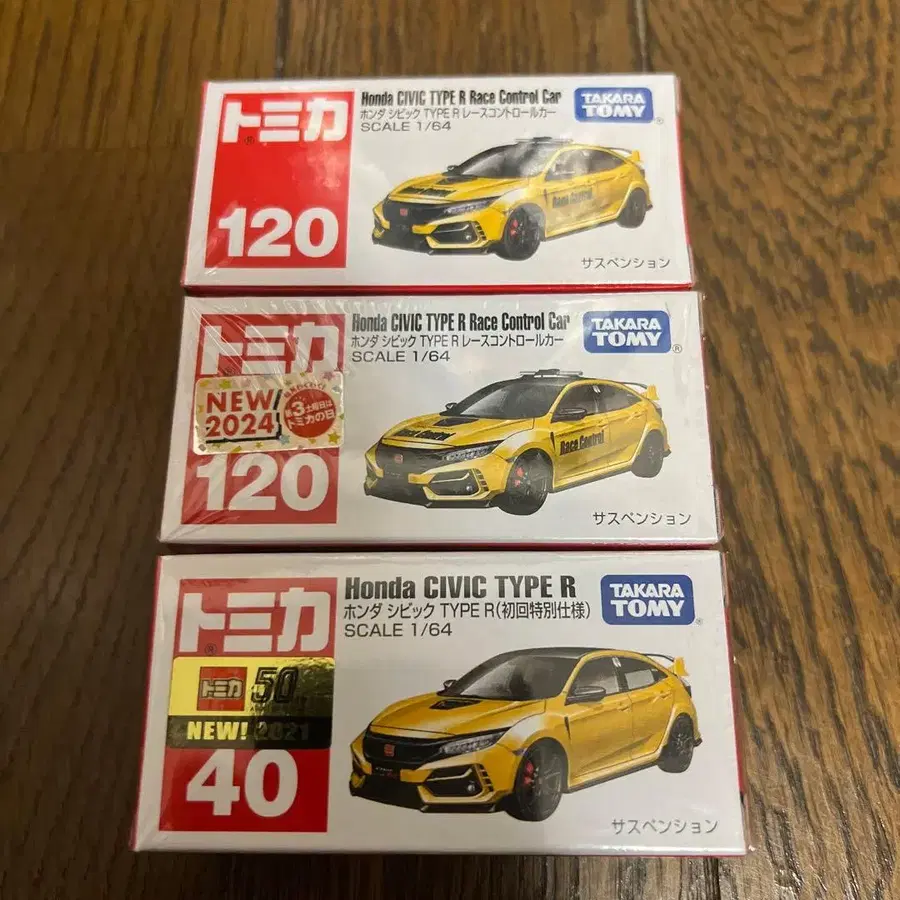 トミカ
120
Honda CIVIC TYPE R Race Control Car
ホンダ シビック TYPE R レースコントロールカー
SCALE 1/64
TAKARA
TOMY
Race Control
サスペンション
トミカ
NEW
2024
第3土曜日は
トミカの日
120
Honda CIVIC TYPE R Race Control Car
ホンダ シビック TYPE R レースコントロールカー
SCALE 1/64
TAKARA
TOMY
Race Control
Race Control
サスペンション
トミカ
トミカ 50
NEW! 2021
40
Honda CIVIC TYPE R
ホンダ シビック TYPE R(初回特別仕様)
SCALE 1/64
TAKARA
TOMY
サスペンション